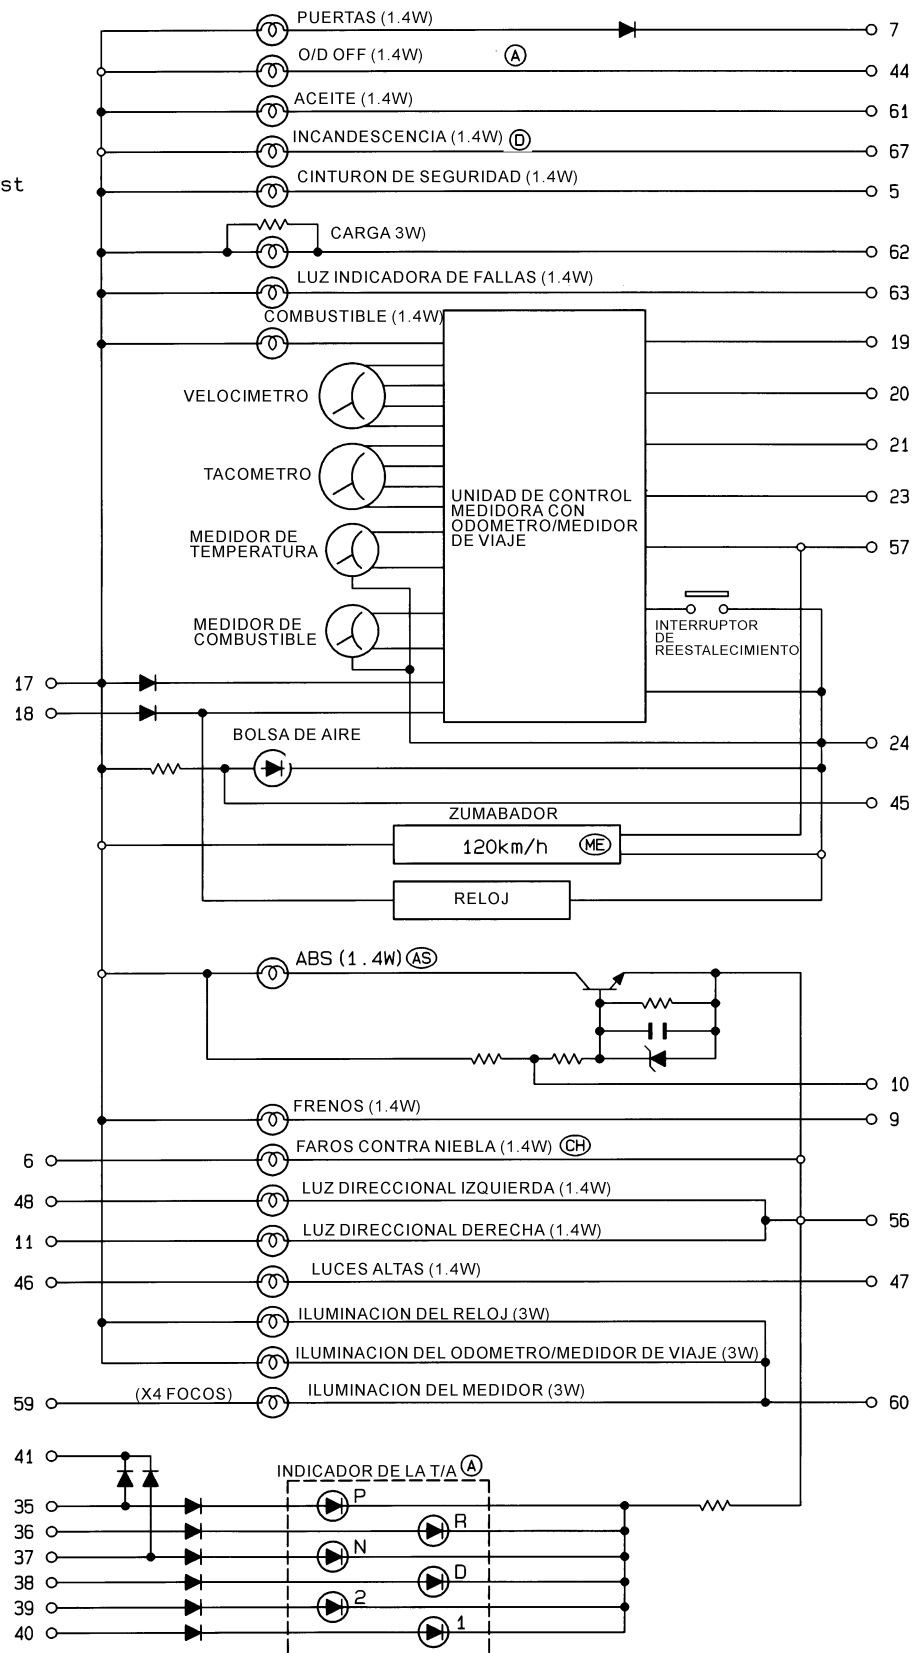 PUERTAS (1.4W) 7
O/D OFF (1.4W) A 44
ACEITE (1.4W) 61
INCANDESCENCIA (1.4W) D 67
st
CINTURON DE SEGURIDAD (1.4W) 5
CARGA 3W) 62
LUZ INDICADORA DE FALLAS (1.4W) 63
COMBUSTIBLE (1.4W) 19
VELOCIMETRO 20
21
TACOMETRO
UNIDAD DE CONTROL
MEDIDORA CON
ODOMETRO/MEDIDOR
DE VIAJE
23
MEDIDOR DE
TEMPERATURA
57
MEDIDOR DE
COMBUSTIBLE
INTERRUPTOR
DE
REESTALECIMIENTO
17
18
BOLSA DE AIRE 24
45
ZUMABADOR
120km/h ME
RELOJ
ABS (1.4W) AS
10
FRENOS (1.4W) 9
6 FAROS CONTRA NIEBLA (1.4W) CH
48 LUZ DIRECCIONAL IZQUIERDA (1.4W)
56
11 LUZ DIRECCIONAL DERECHA (1.4W)
46 LUCES ALTAS (1.4W) 47
ILUMINACION DEL RELOJ (3W)
ILUMINACION DEL ODOMETRO/MEDIDOR DE VIAJE (3W)
59 (X4 FOCOS) ILUMINACION DEL MEDIDOR (3W) 60
41
INDICADOR DE LA T/A A
35 P
36 R
37 N
38 D
39 2
40 1